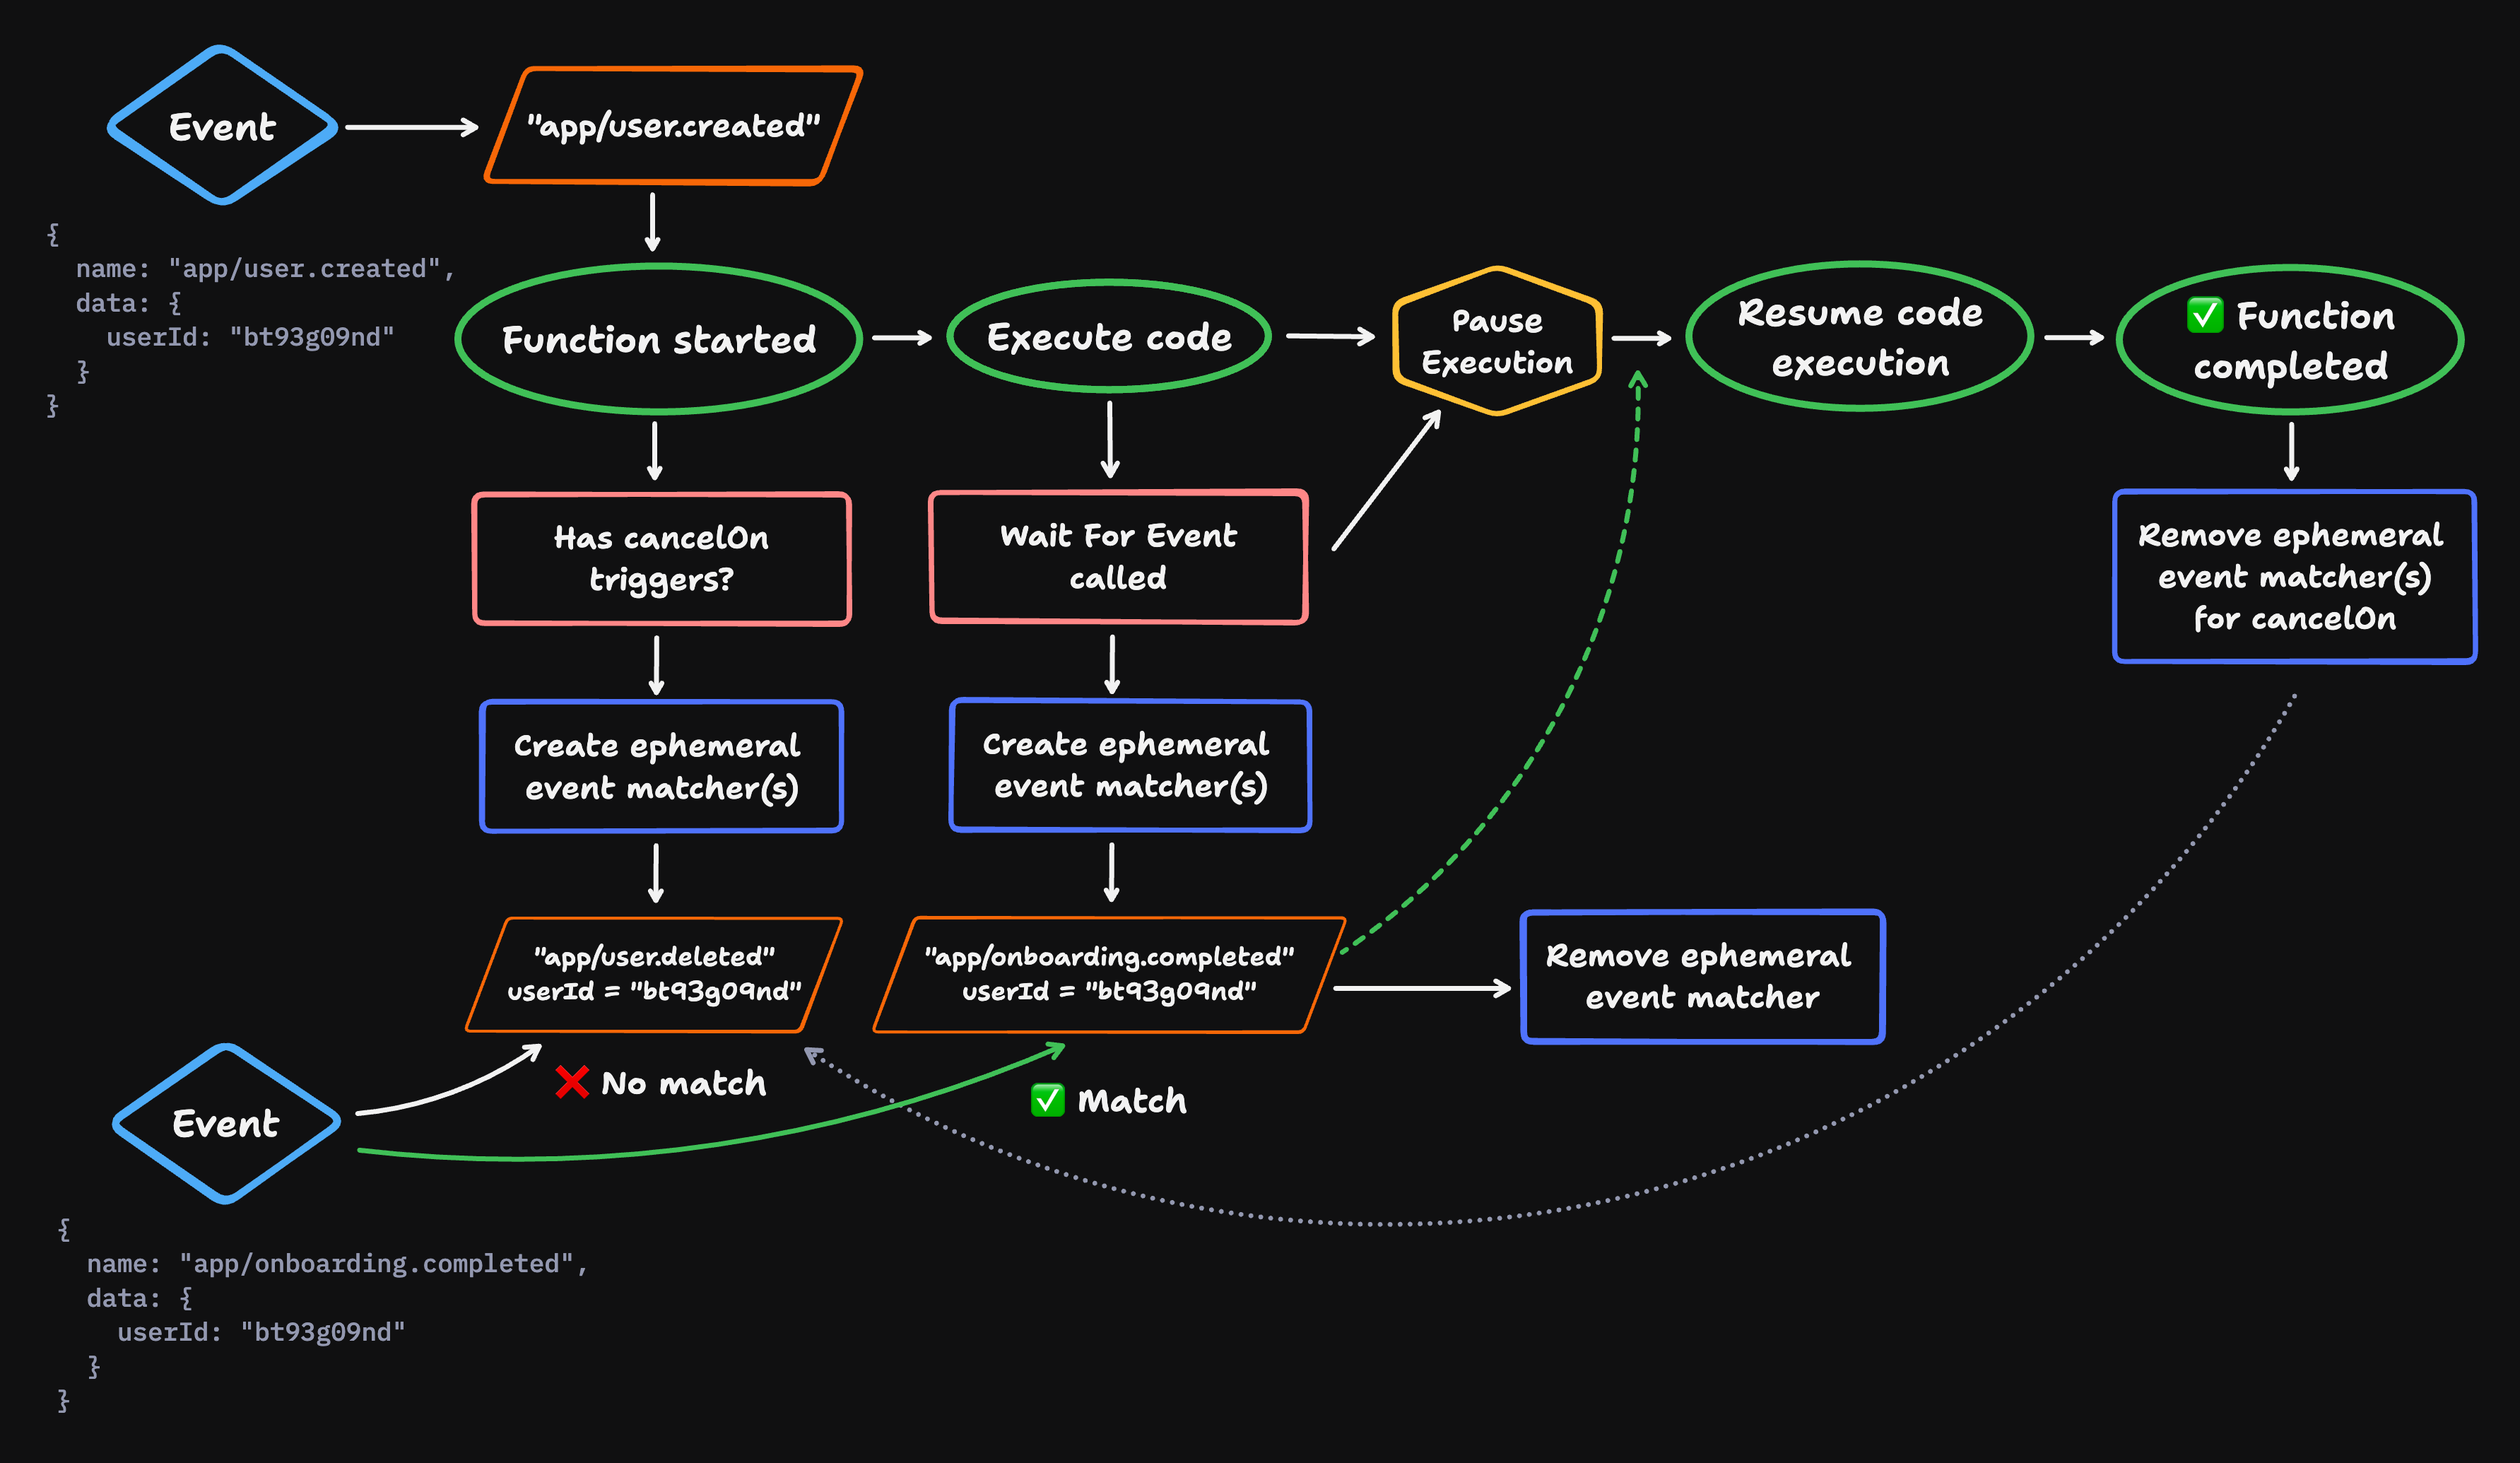 Event
"app/user.created"
{
name: "app/user.created",
data: {
userId: "bt93g09nd"
}
}
Function started
Execute code
Pause
Execution
Resume code
execution
✅ Function
completed
Has cancelOn
triggers?
Wait For Event
called
Remove ephemeral
event matcher(s)
for cancelOn
Create ephemeral
event matcher(s)
Create ephemeral
event matcher(s)
"app/user.deleted"
userId = "bt93g09nd"
"app/onboarding.completed"
userId = "bt93g09nd"
Remove ephemeral
event matcher
❌ No match
✅ Match
Event
{
name: "app/onboarding.completed",
data: {
userId: "bt93g09nd"
}
}